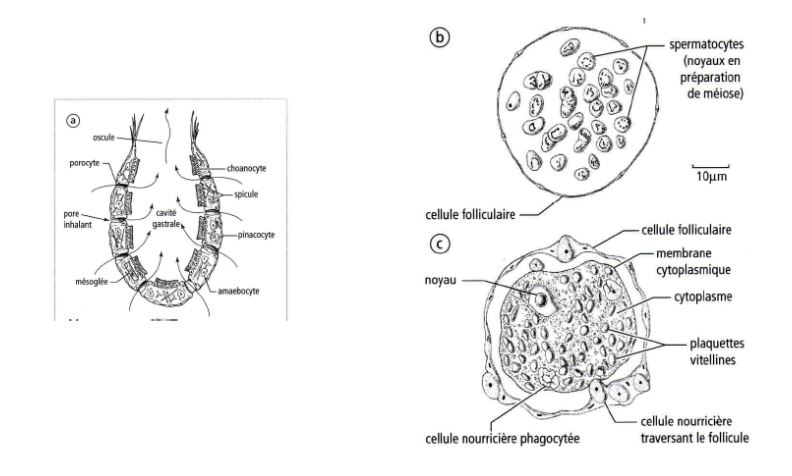 a
oscule
porocyte
choanocyte
spicule
pore
inhalant
cavité
gastrale
pinacocyte
mésoglée
amaebocyte
b
spermatocytes
(noyaux en
préparation
de méiose)
10µm
cellule folliculaire
c
cellule folliculaire
membrane
cytoplasmique
noyau
cytoplasme
plaquettes
vitellines
cellule nourricière
traversant le follicule
cellule nourricière phagocytée